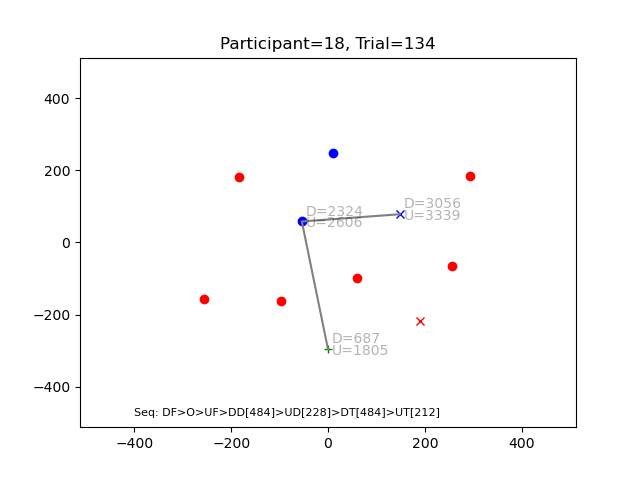 Participant=18, Trial=134
400
200
0
−200
−400
D=2324
U=2606
D=3056
U=3339
D=687
U=1805
Seq: DF>O>UF>DD[484]>UD[228]>DT[484]>UT[212]
−400
−200
0
200
400